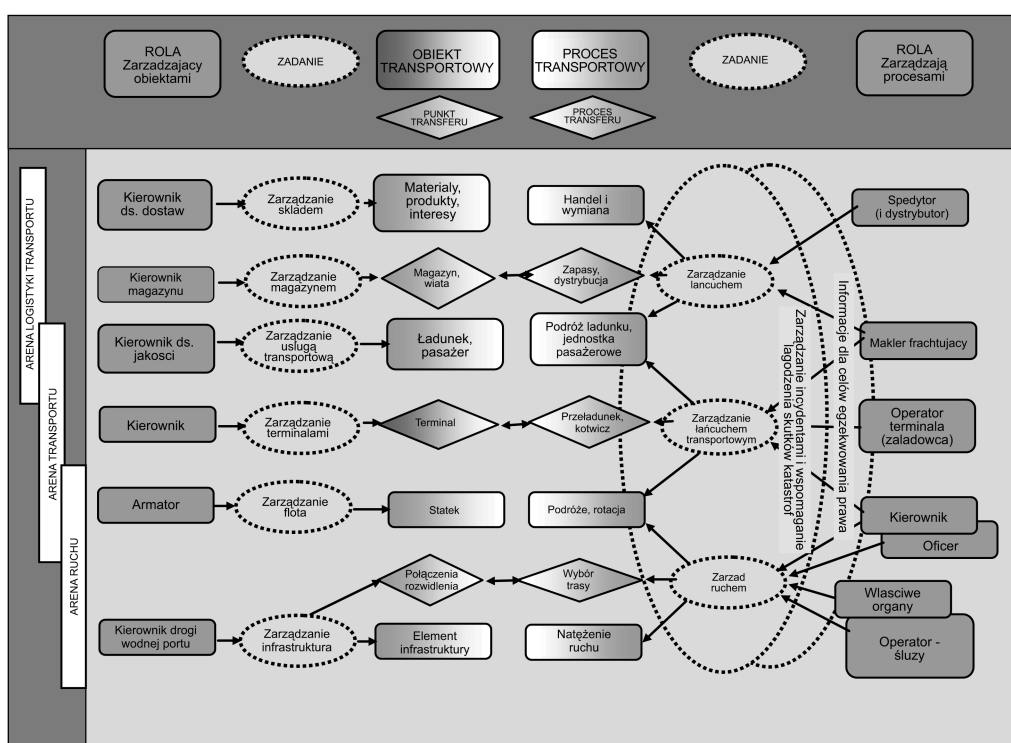 ROLA
Zarzadzajacy
obiektami
ZADANIE
OBIEKT
TRANSPORTOWY
PROCES
TRANSPORTOWY
ZADANIE
ROLA
Zarządzają
procesami
PUNKT
TRANSFERU
PROCES
TRANSFERU
ARENA LOGISTYKI TRANSPORTU
ARENA TRANSPORTU
ARENA RUCHU
Kierownik
ds. dostaw
Zarządzanie
skladem
Materialy,
produkty,
interesy
Handel i
wymiana
Spedytor
(i dystrybutor)
Kierownik
magazynu
Zarządzanie
magazynem
Magazyn,
wiata
Zapasy,
dystrybucja
Zarządzanie
lancuchem
Kierownik ds.
jakosci
Zarządzanie
uslugą
transportową
Ładunek,
pasażer
Podróż ladunku,
jednostka
pasażerowe
Makler frachtujacy
Kierownik
Zarządzanie
terminalami
Terminal
Przeładunek,
kotwicz
Zarządzanie
łańcuchem
transportowym
Operator
terminala
(zaladowca)
Zarządzanie incydentami i wspomaganie
lagodzenia skutków katastrof
Informacje dla celów egzekwowania prawa
Armator
Zarządzanie
flota
Statek
Podróże, rotacja
Kierownik
Oficer
Połączenia
rozwidlenia
Wybór
trasy
Zarzad
ruchem
Wlasciwe
organy
Kierownik drogi
wodnej portu
Zarządzanie
infrastruktura
Element
infrastruktury
Natężenie
ruchu
Operator -
śluzy